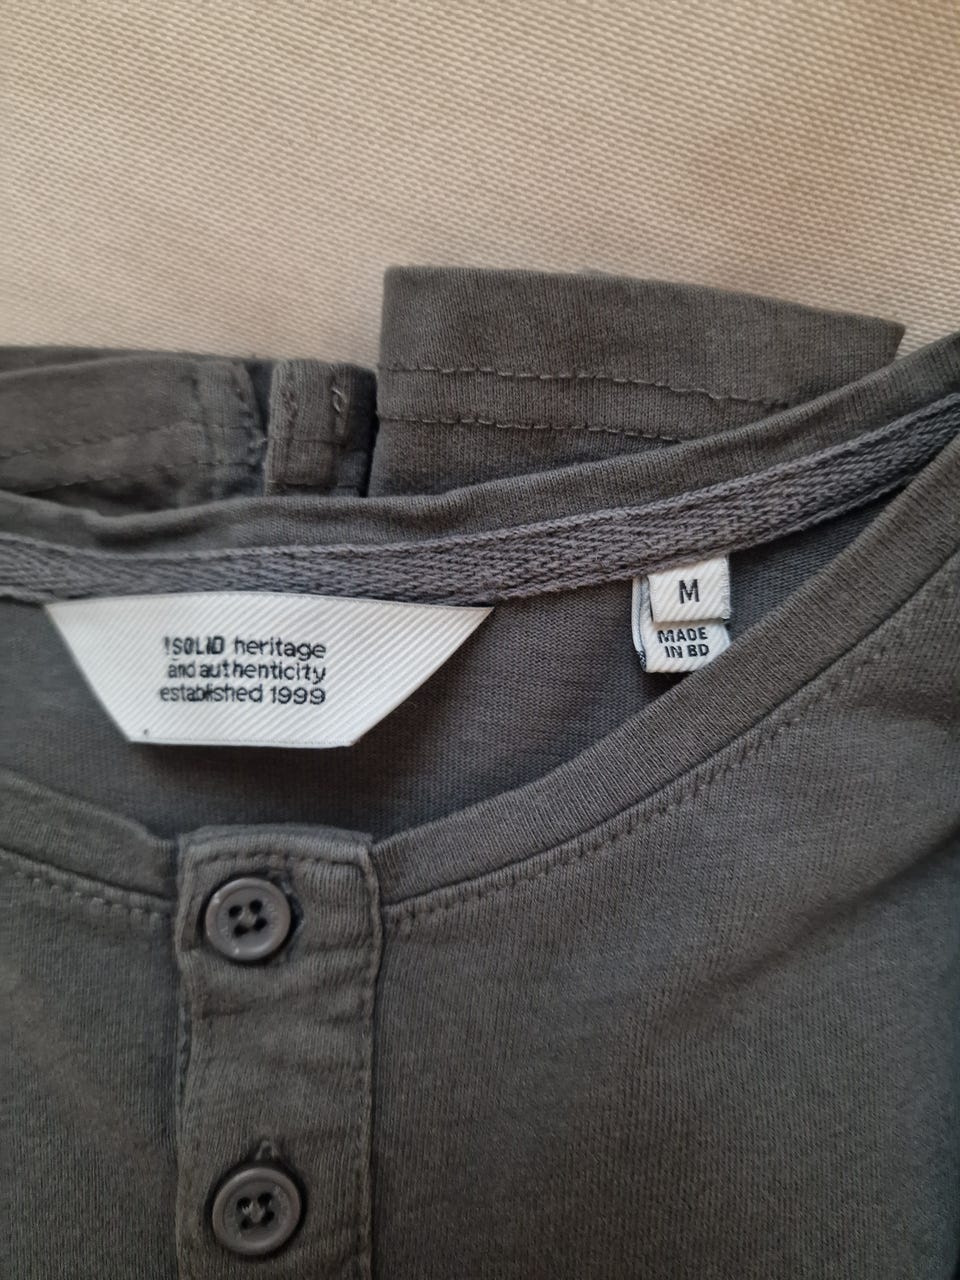 !SOLID heritage
and authenticity
established 1999
M
MADE
IN BD